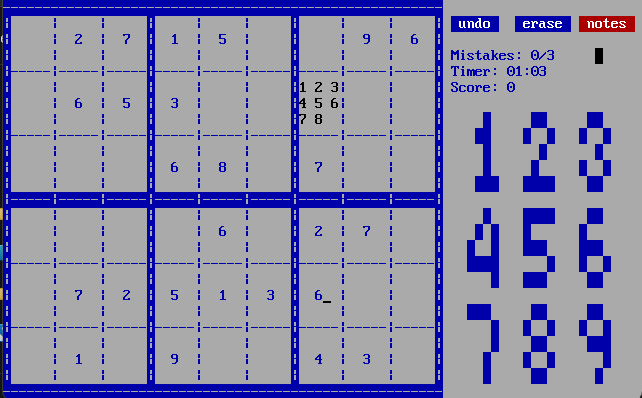 undo erase notes
Mistakes: 0/3
Timer: 01:03
Score: 0
2 7 1 5 9 6
1 2 3
6 5 3 4 5 6
7 8
6 8 7
6 2 7
7 2 5 1 3 6_
1 9 4 3
1 2 3
4 5 6
7 8 9